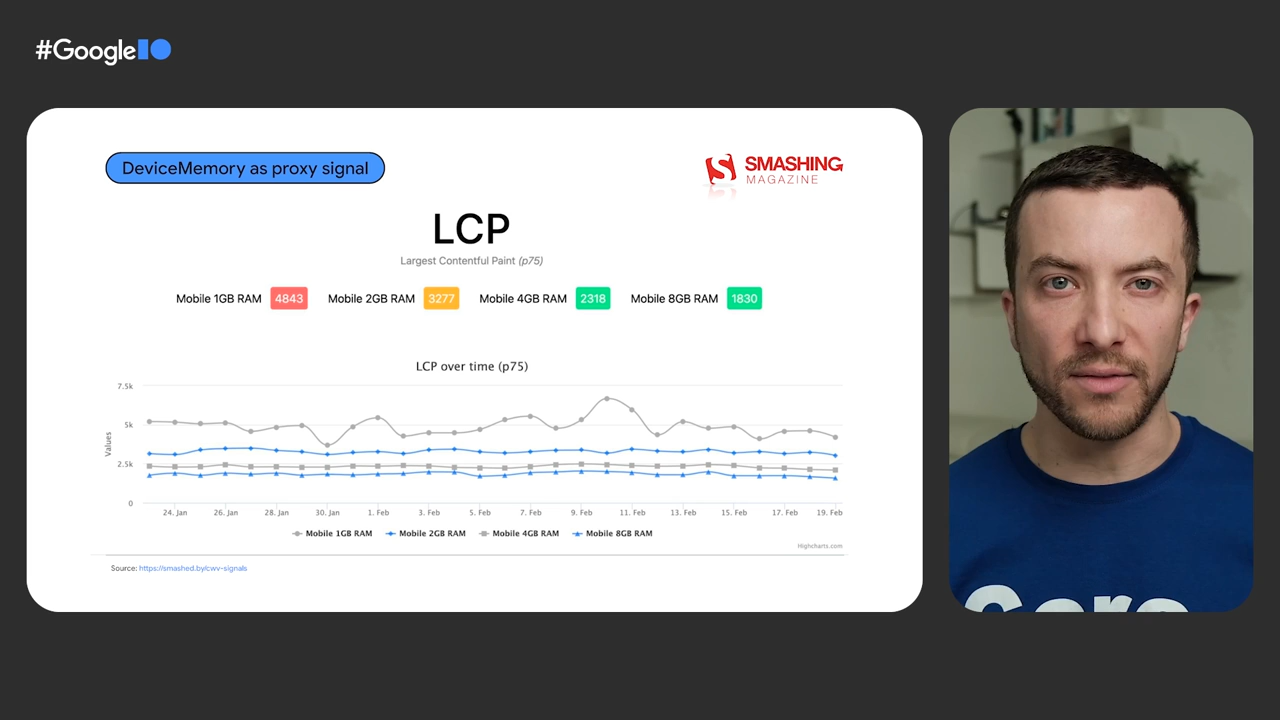 #Google IO
DeviceMemory as proxy signal
SMASHING
MAGAZINE
LCP
Largest Contentful Paint (p75)
Mobile 1GB RAM 4843 Mobile 2GB RAM 3277 Mobile 4GB RAM 2318 Mobile 8GB RAM 1830
LCP over time (p75)
7.5k
5k
2.5k
0
Values
24. Jan 26. Jan 28. Jan 30. Jan 1. Feb 3. Feb 5. Feb 7. Feb 9. Feb 11. Feb 13. Feb 15. Feb 17. Feb 19. Feb
Mobile 1GB RAM Mobile 2GB RAM Mobile 4GB RAM Mobile 8GB RAM
Highcharts.com
Source: https://smashed.by/cwv-signals
Core